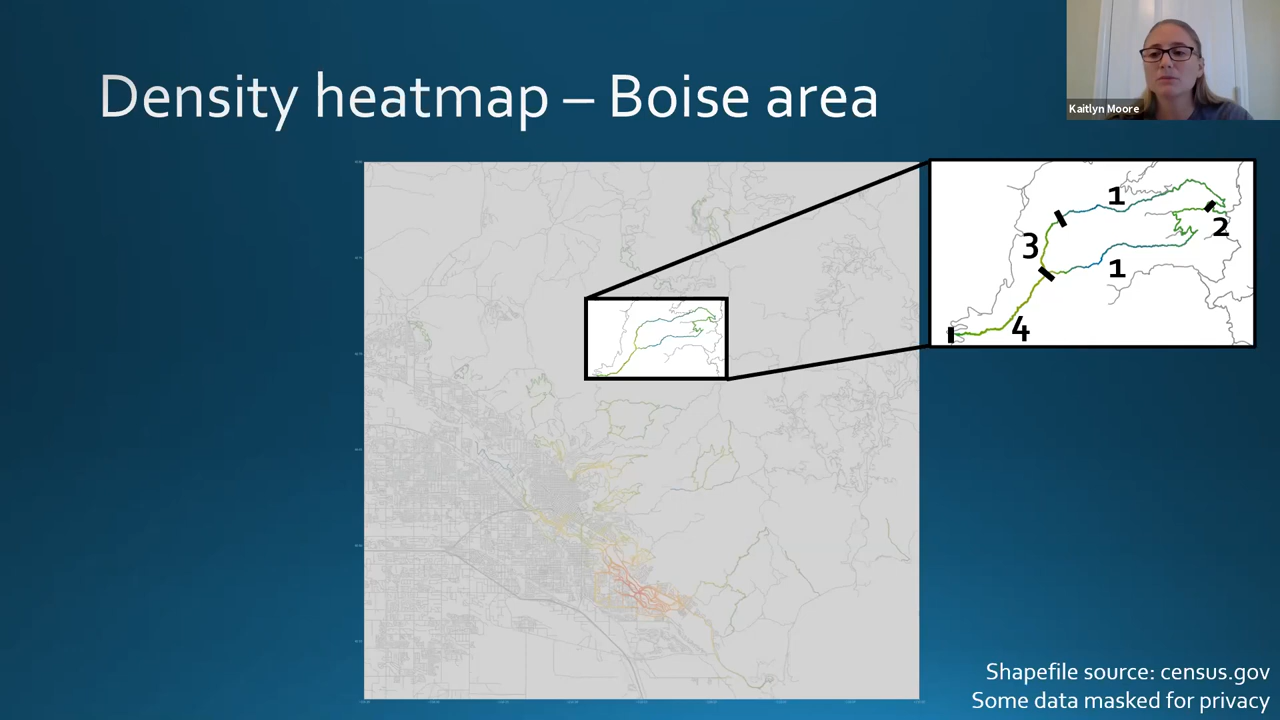 Density heatmap – Boise area
Kaitlyn Moore
1
2
3
1
4
Shapefile source: census.gov
Some data masked for privacy